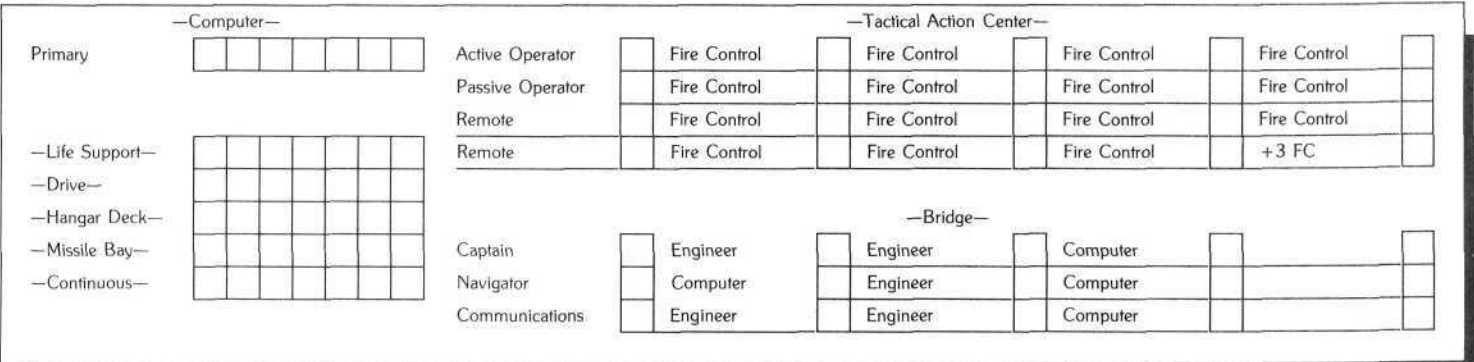 —Computer—
Primary
—Life Support—
—Drive—
—Hangar Deck—
—Missile Bay—
—Continuous—
—Tactical Action Center—
Active Operator Fire Control Fire Control Fire Control Fire Control
Passive Operator Fire Control Fire Control Fire Control Fire Control
Remote Fire Control Fire Control Fire Control Fire Control
Remote Fire Control Fire Control Fire Control +3 FC
—Bridge—
Captain Engineer Engineer Computer
Navigator Computer Engineer Computer
Communications Engineer Engineer Computer